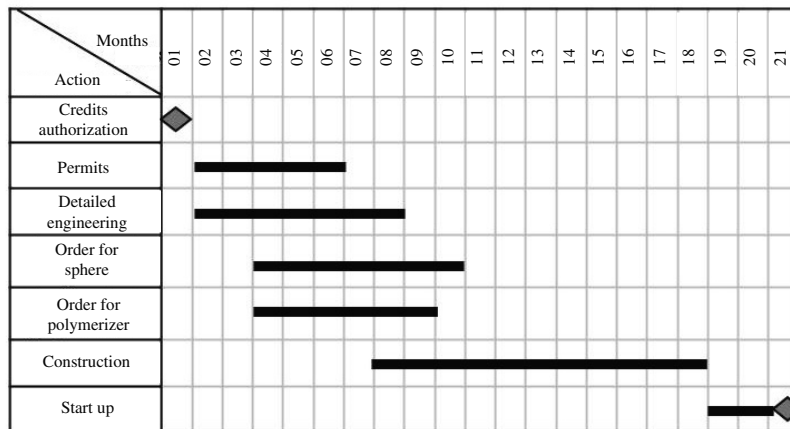 Months
Action
01 02 03 04 05 06 07 08 09 10 11 12 13 14 15 16 17 18 19 20 21
Credits
authorization
Permits
Detailed
engineering
Order for
sphere
Order for
polymerizer
Construction
Start up